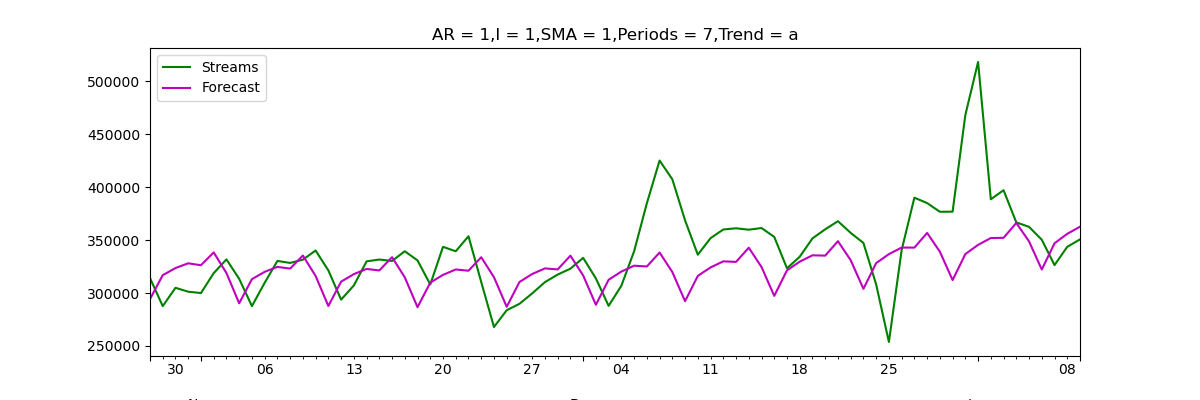 AR = 1,I = 1,SMA = 1,Periods = 7,Trend = a
Streams
Forecast
500000
450000
400000
350000
300000
250000
30 06 13 20 27 04 11 18 25 08